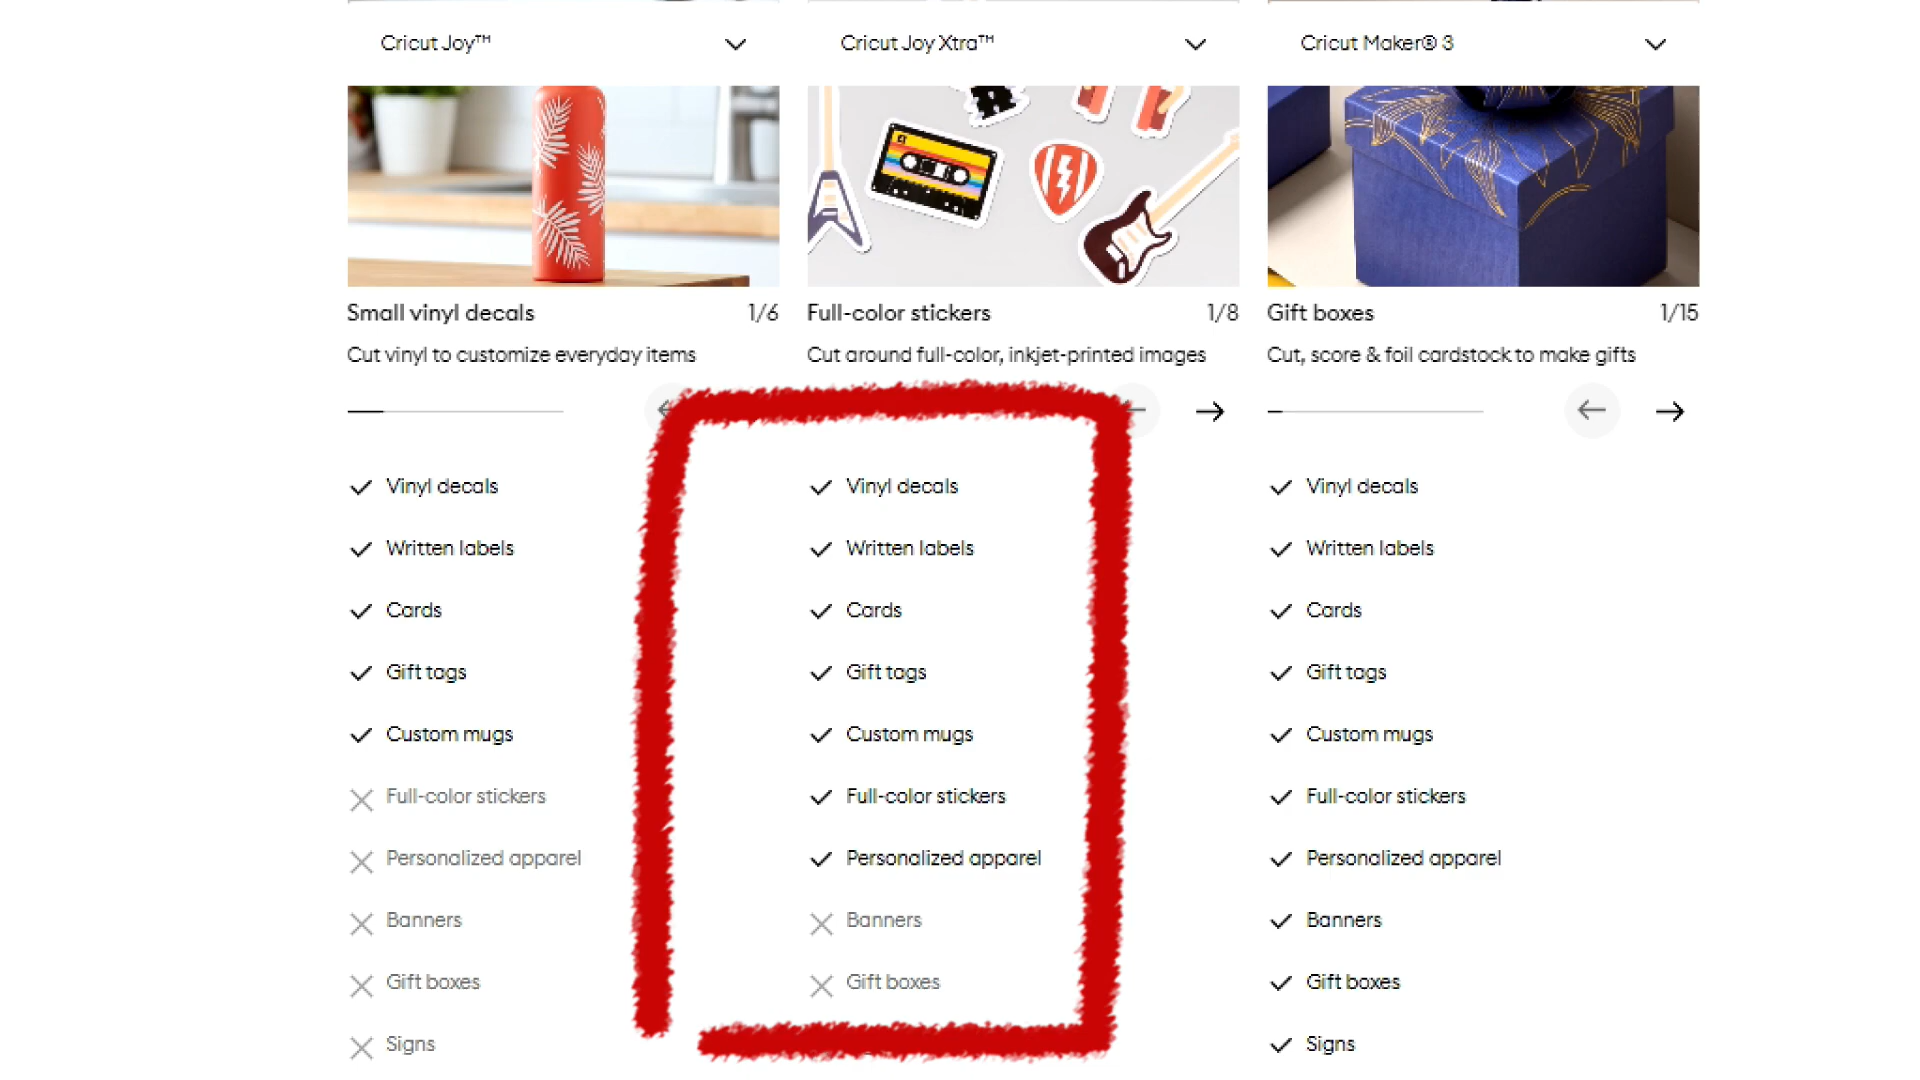 Cricut Joy™
Cricut Joy Xtra™
Cricut Maker® 3
Small vinyl decals 1/6
Cut vinyl to customize everyday items
Full-color stickers 1/8
Cut around full-color, inkjet-printed images
Gift boxes 1/15
Cut, score & foil cardstock to make gifts
Vinyl decals
Written labels
Cards
Gift tags
Custom mugs
Full-color stickers
Personalized apparel
Banners
Gift boxes
Signs
Vinyl decals
Written labels
Cards
Gift tags
Custom mugs
Full-color stickers
Personalized apparel
Banners
Gift boxes
Vinyl decals
Written labels
Cards
Gift tags
Custom mugs
Full-color stickers
Personalized apparel
Banners
Gift boxes
Signs